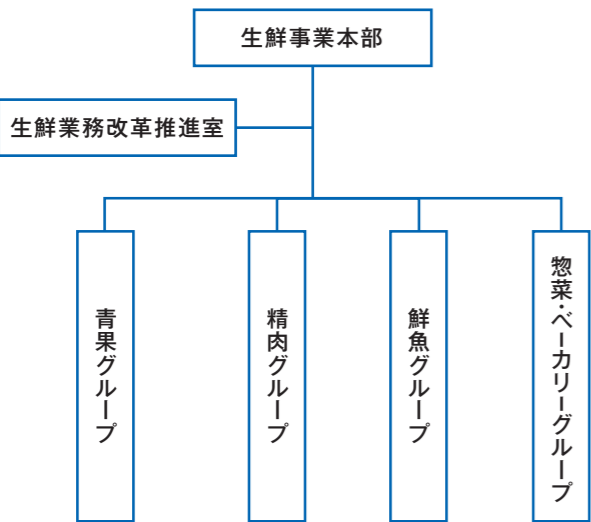 生鮮事業本部
生鮮業務改革推進室
青果グループ
精肉グループ
鮮魚グループ
惣菜・ベーカリーグループ